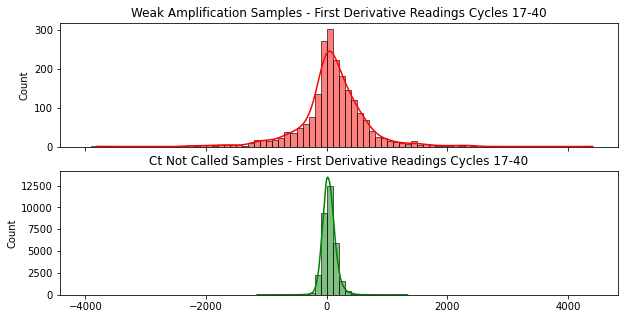 Weak Amplification Samples - First Derivative Readings Cycles 17-40
300
200
100
0
Count
Ct Not Called Samples - First Derivative Readings Cycles 17-40
12500
10000
7500
5000
2500
0
Count
−4000 −2000 0 2000 4000